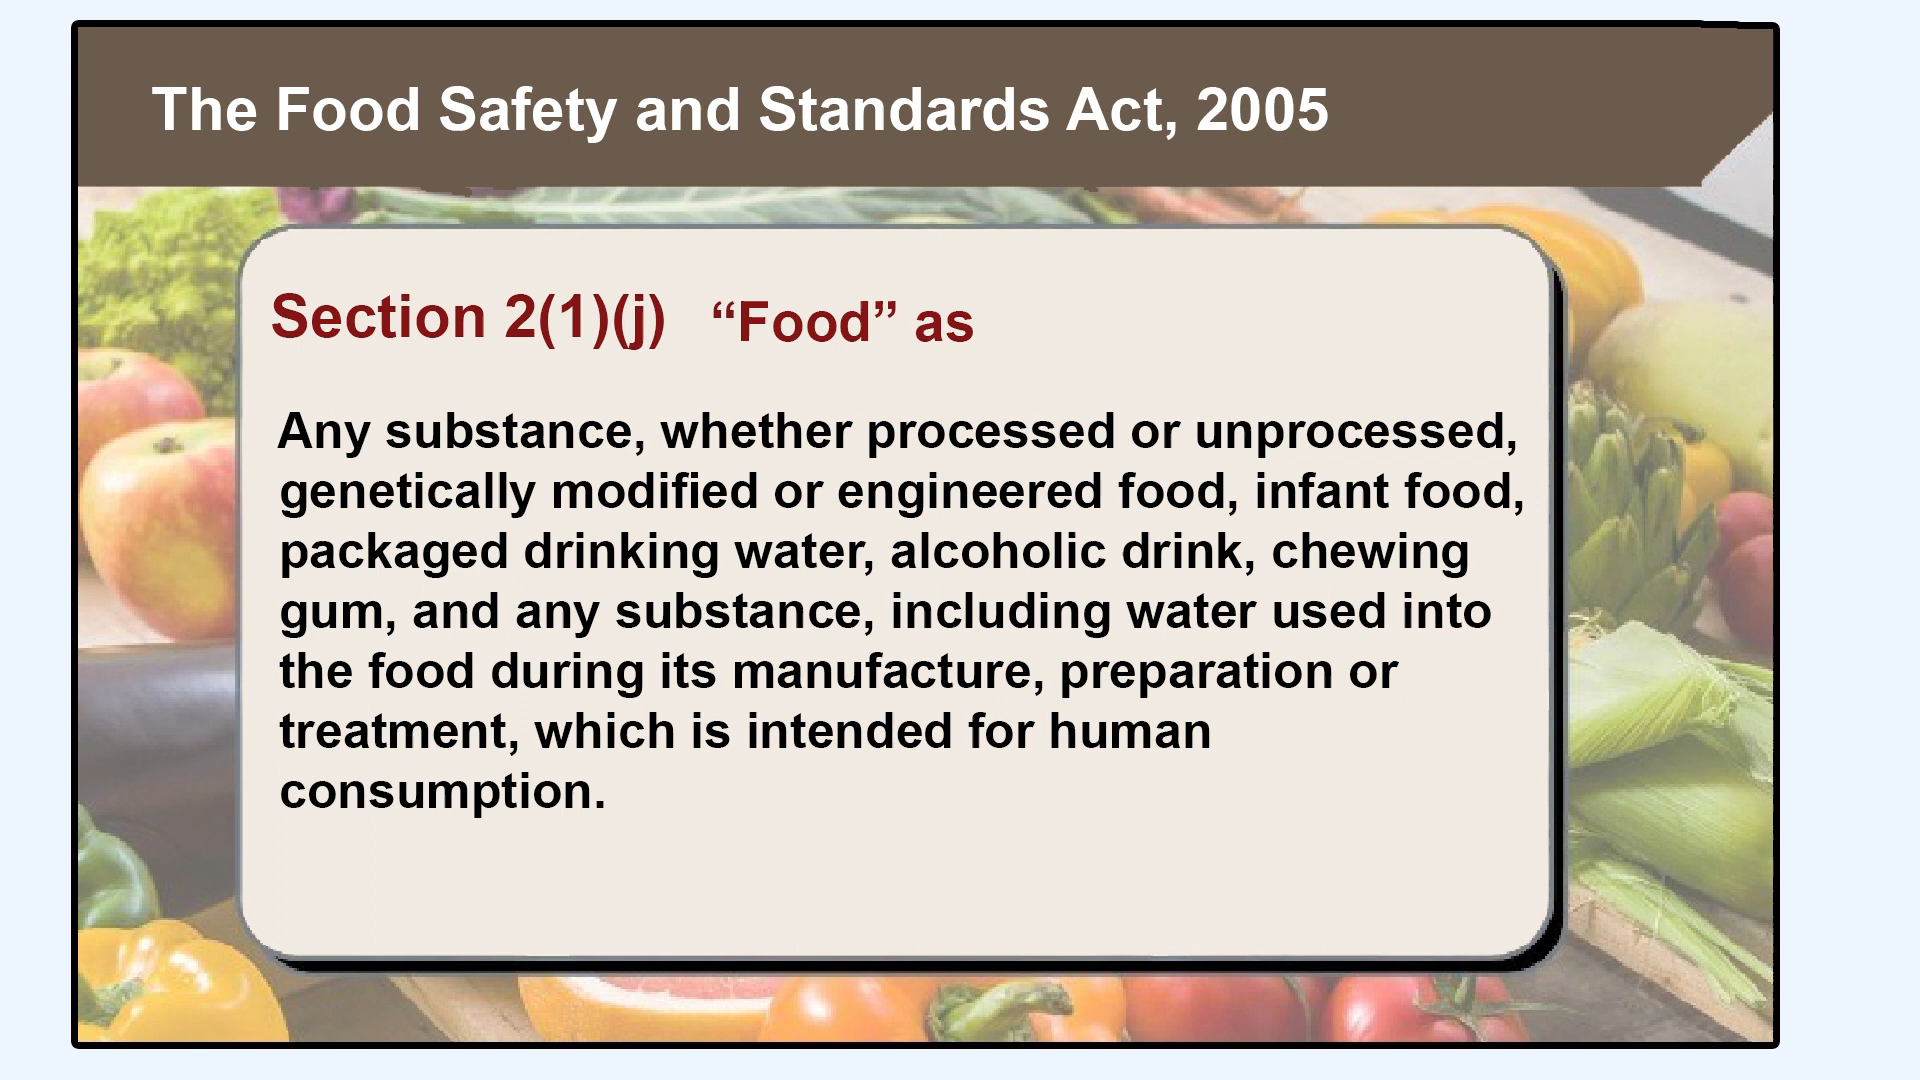 The Food Safety and Standards Act, 2005
Section 2(1)(j) “Food” as
Any substance, whether processed or unprocessed,
genetically modified or engineered food, infant food,
packaged drinking water, alcoholic drink, chewing
gum, and any substance, including water used into
the food during its manufacture, preparation or
treatment, which is intended for human
consumption.